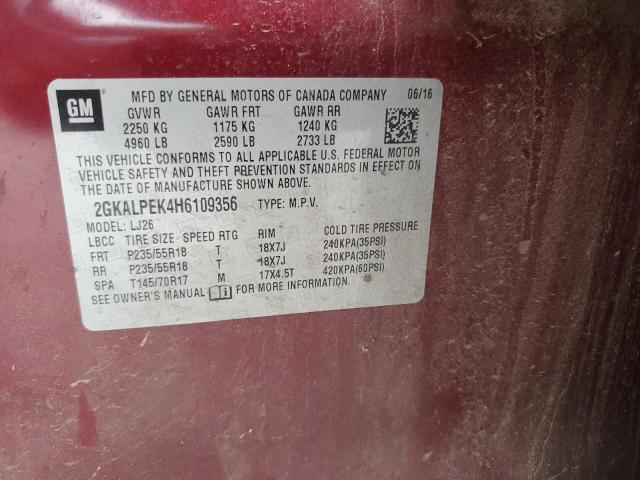 GM
MFD BY GENERAL MOTORS OF CANADA COMPANY 06/16
GVWR GAWR FRT GAWR RR
2250 KG 1175 KG 1240 KG
4960 LB 2590 LB 2733 LB
THIS VEHICLE CONFORMS TO ALL APPLICABLE U.S. FEDERAL MOTOR
VEHICLE SAFETY AND THEFT PREVENTION STANDARDS IN EFFECT ON
THE DATE OF MANUFACTURE SHOWN ABOVE.
2GKALPEK4H6109356 TYPE: M.P.V.
MODEL: LJ26
LBCC TIRE SIZE SPEED RTG RIM COLD TIRE PRESSURE
FRT P235/55R18 T 18X7J 240KPA(35PSI)
RR P235/55R18 T 18X7J 240KPA(35PSI)
SPA T145/70R17 M 17X4.5T 420KPA(60PSI)
SEE OWNER'S MANUAL FOR MORE INFORMATION.